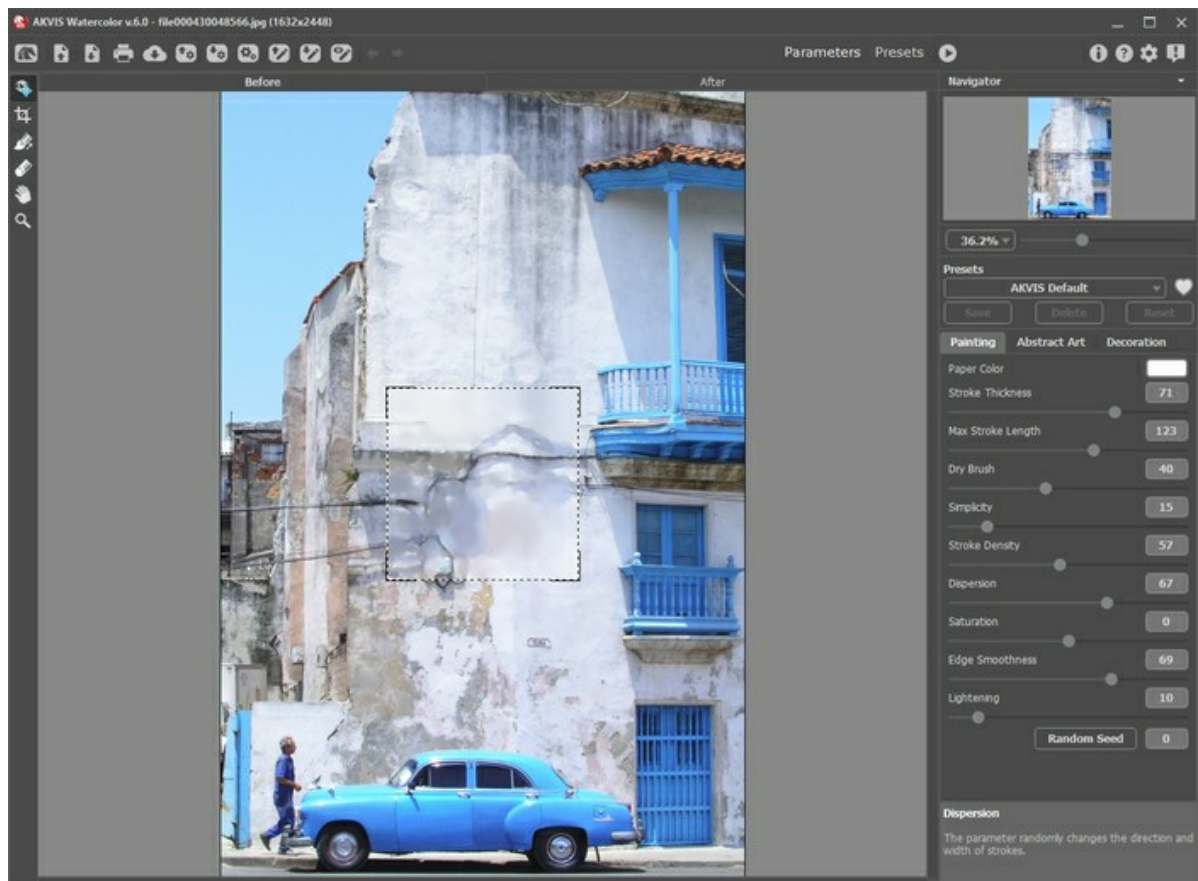 AKVIS Watercolor v.6.0 - file000430048566.jpg (1632x2448)
Parameters Presets
Before After
Navigator
36.2%
Presets
AKVIS Default
Save Delete Reset
Painting Abstract Art Decoration
Paper Color
Stroke Thickness 71
Max Stroke Length 123
Dry Brush 40
Simplicity 15
Stroke Density 57
Dispersion 67
Saturation 0
Edge Smoothness 69
Lightening 10
Random Seed 0
Dispersion
The parameter randomly changes the direction and
width of strokes.